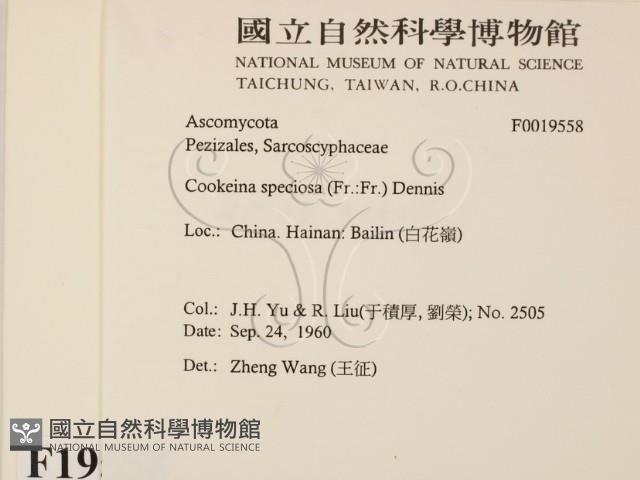 國立自然科學博物館
NATIONAL MUSEUM OF NATURAL SCIENCE
TAICHUNG, TAIWAN, R.O.CHINA
Ascomycota F0019558
Pezizales, Sarcoscyphaceae
Cookeina speciosa (Fr.:Fr.) Dennis
Loc.: China. Hainan: Bailin (白花嶺)
Col.: J.H. Yu & R. Liu(于積厚, 劉榮); No. 2505
Date: Sep. 24, 1960
Det.: Zheng Wang (王征)
國立自然科學博物館
NATIONAL MUSEUM OF NATURAL SCIENCE
F19